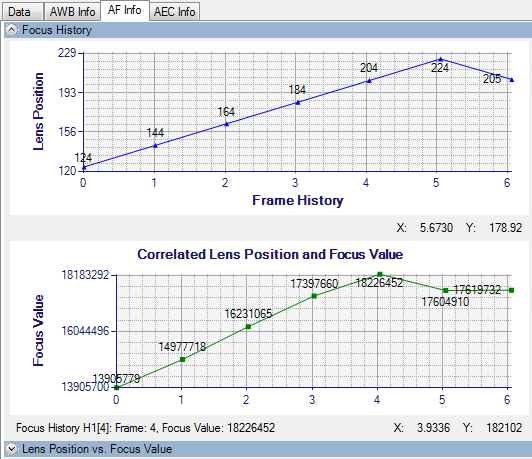 Data AWB Info AF Info AEC Info
Focus History
229
193
156
120
Lens Position
124 144 164 184 204 224 205
0 1 2 3 4 5 6
Frame History
X: 5.6730 Y: 178.92
Correlated Lens Position and Focus Value
18183292
16044496
13905700
Focus Value
13905779 14977718 16231065 17397660 18226452 17604910 17619732
0 1 2 3 4 5 6
Focus History H1[4]: Frame: 4, Focus Value: 18226452 X: 3.9336 Y: 182102
Lens Position vs. Focus Value